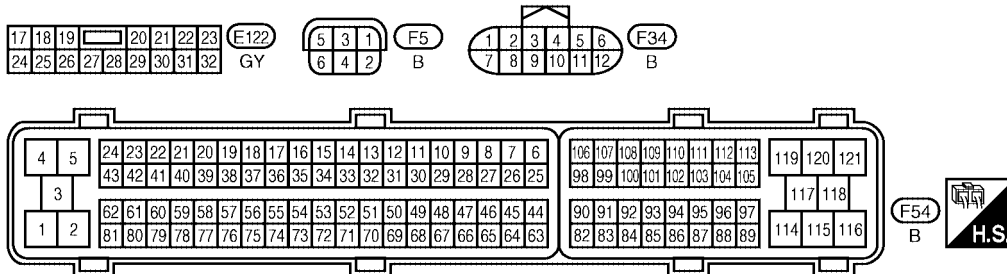 17 18 19 20 21 22 23 E122
24 25 26 27 28 29 30 31 32 GY
5 3 1 F5
6 4 2 B
1 2 3 4 5 6 F34
7 8 9 10 11 12 B
4 5 24 23 22 21 20 19 18 17 16 15 14 13 12 11 10 9 8 7 6 106 107 108 109 110 111 112 113 119 120 121
43 42 41 40 39 38 37 36 35 34 33 32 31 30 29 28 27 26 25 98 99 100 101 102 103 104 105
3 117 118
1 2 62 61 60 59 58 57 56 55 54 53 52 51 50 49 48 47 46 45 44 90 91 92 93 94 95 96 97 114 115 116 F54
81 80 79 78 77 76 75 74 73 72 71 70 69 68 67 66 65 64 63 82 83 84 85 86 87 88 89 B
H.S.